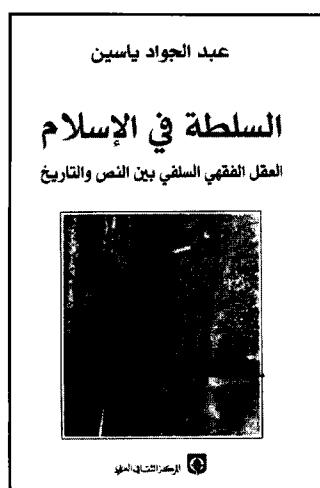 عبد الجواد ياسين
السلطة في الإسلام
العقل الفقهي السلفي بين النص والتاريخ
المركز الثقافي العربي